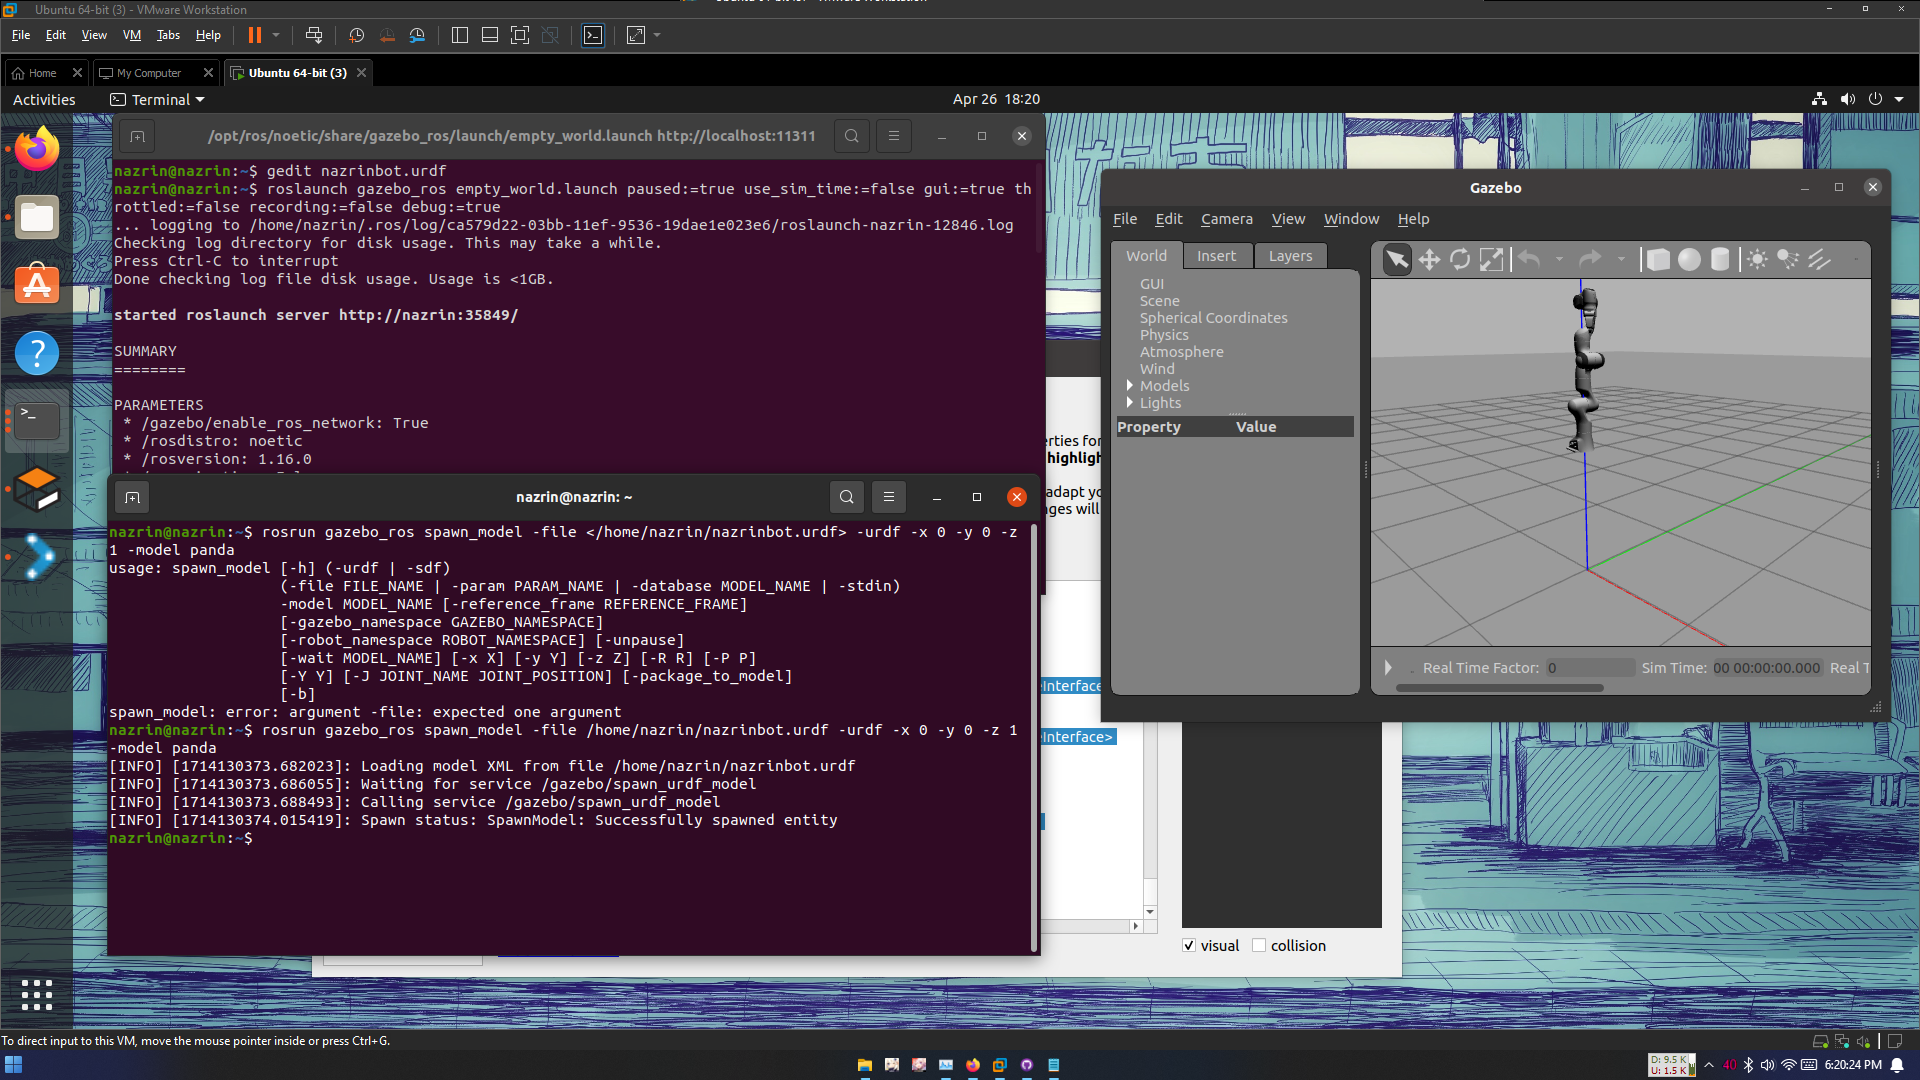 Ubuntu 64-bit (3) - VMware Workstation
File Edit View VM Tabs Help
Home
My Computer
Ubuntu 64-bit (3)
Activities
Terminal
Apr 26 18:20
/opt/ros/noetic/share/gazebo_ros/launch/empty_world.launch http://localhost:11311
nazrin@nazrin:~$ gedit nazrinbot.urdf
nazrin@nazrin:~$ roslaunch gazebo_ros empty_world.launch paused:=true use_sim_time:=false gui:=true th
rottled:=false recording:=false debug:=true
... logging to /home/nazrin/.ros/log/ca579d22-03bb-11ef-9536-19dae1e023e6/roslaunch-nazrin-12846.log
Checking log directory for disk usage. This may take a while.
Press Ctrl-C to interrupt
Done checking log file disk usage. Usage is <1GB.
started roslaunch server http://nazrin:35849/
SUMMARY
========
PARAMETERS
* /gazebo/enable_ros_network: True
* /rosdistro: noetic
* /rosversion: 1.16.0
nazrin@nazrin: ~
nazrin@nazrin:~$ rosrun gazebo_ros spawn_model -file </home/nazrin/nazrinbot.urdf> -urdf -x 0 -y 0 -z
1 -model panda
usage: spawn_model [-h] (-urdf | -sdf)
(-file FILE_NAME | -param PARAM_NAME | -database MODEL_NAME | -stdin)
-model MODEL_NAME [-reference_frame REFERENCE_FRAME]
[-gazebo_namespace GAZEBO_NAMESPACE]
[-robot_namespace ROBOT_NAMESPACE] [-unpause]
[-wait MODEL_NAME] [-x X] [-y Y] [-z Z] [-R R] [-P P]
[-Y Y] [-J JOINT_NAME JOINT_POSITION] [-package_to_model]
[-b]
spawn_model: error: argument -file: expected one argument
nazrin@nazrin:~$ rosrun gazebo_ros spawn_model -file /home/nazrin/nazrinbot.urdf -urdf -x 0 -y 0 -z 1
-model panda
[INFO] [1714130373.682023]: Loading model XML from file /home/nazrin/nazrinbot.urdf
[INFO] [1714130373.686055]: Waiting for service /gazebo/spawn_urdf_model
[INFO] [1714130373.688493]: Calling service /gazebo/spawn_urdf_model
[INFO] [1714130374.015419]: Spawn status: SpawnModel: Successfully spawned entity
nazrin@nazrin:~$
erties for
highligh
adapt yo
ges will
eInterface
eInterface>
visual
collision
Gazebo
File Edit Camera View Window Help
World Insert Layers
GUI
Scene
Spherical Coordinates
Physics
Atmosphere
Wind
Models
Lights
Property Value
Real Time Factor: 0 Sim Time: 00 00:00:00.000 Real T
To direct input to this VM, move the mouse pointer inside or press Ctrl+G.
D: 9.5 K
U: 1.5 K
40
6:20:24 PM